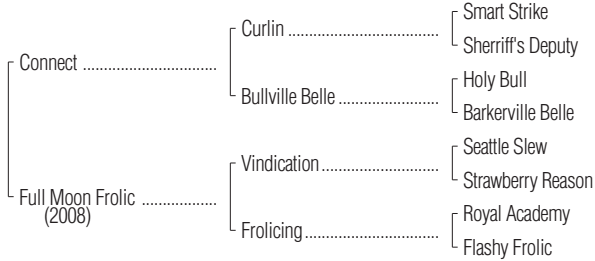 Smart Strike
Curlin ....................................
Sherriff's Deputy
Connect ................................
Holy Bull
Bullville Belle ........................
Barkerville Belle
Seattle Slew
Vindication............................
Strawberry Reason
Full Moon Frolic ..................
(2008)
Royal Academy
Frolicing................................
Flashy Frolic